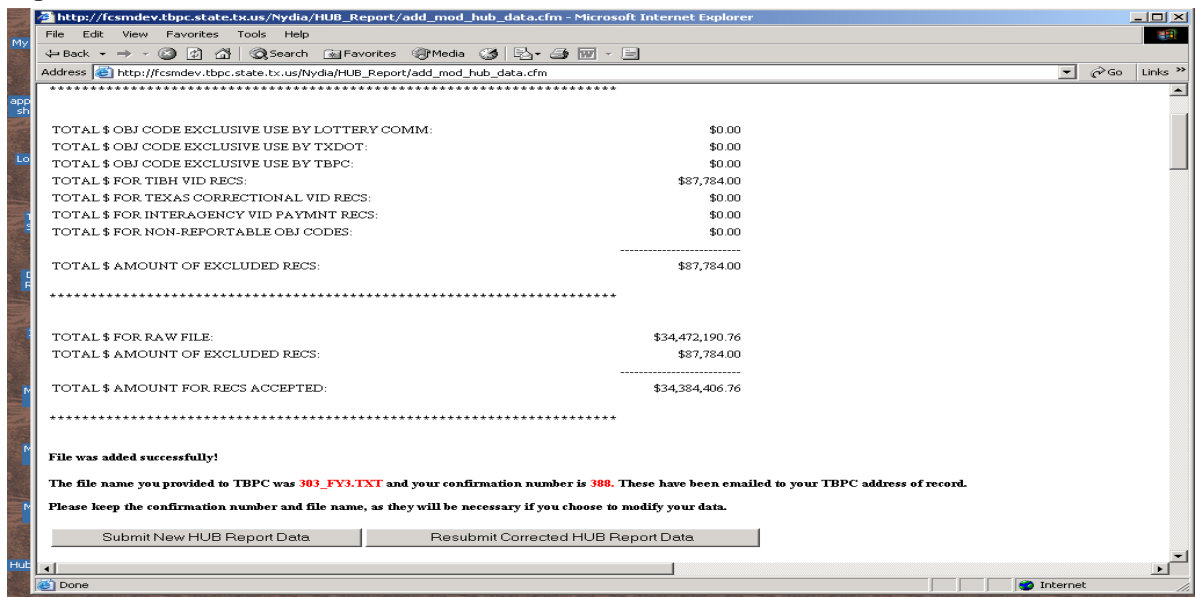 http://fcsmdev.tbpc.state.tx.us/Nydia/HUB_Report/add_mod_hub_data.cfm - Microsoft Internet Explorer
File Edit View Favorites Tools Help
My
Back Search Favorites Media
Address http://fcsmdev.tbpc.state.tx.us/Nydia/HUB_Report/add_mod_hub_data.cfm Go Links »
************************************************************************
app
sh
TOTAL $ OBJ CODE EXCLUSIVE USE BY LOTTERY COMM: $0.00
TOTAL $ OBJ CODE EXCLUSIVE USE BY TXDOT: $0.00
TOTAL $ OBJ CODE EXCLUSIVE USE BY TBPC: $0.00
Lo
TOTAL $ FOR TIBH VID RECS: $87,784.00
TOTAL $ FOR TEXAS CORRECTIONAL VID RECS: $0.00
TOTAL $ FOR INTERAGENCY VID PAYMNT RECS: $0.00
TOTAL $ FOR NON-REPORTABLE OBJ CODES: $0.00
-------------------------
TOTAL $ AMOUNT OF EXCLUDED RECS: $87,784.00
************************************************************************
TOTAL $ FOR RAW FILE: $34,472,190.76
TOTAL $ AMOUNT OF EXCLUDED RECS: $87,784.00
-------------------------
TOTAL $ AMOUNT FOR RECS ACCEPTED: $34,384,406.76
************************************************************************
File was added successfully!
The file name you provided to TBPC was 303_FY3.TXT and your confirmation number is 388. These have been emailed to your TBPC address of record.
Please keep the confirmation number and file name, as they will be necessary if you choose to modify your data.
Submit New HUB Report Data Resubmit Corrected HUB Report Data
Hub
Done Internet